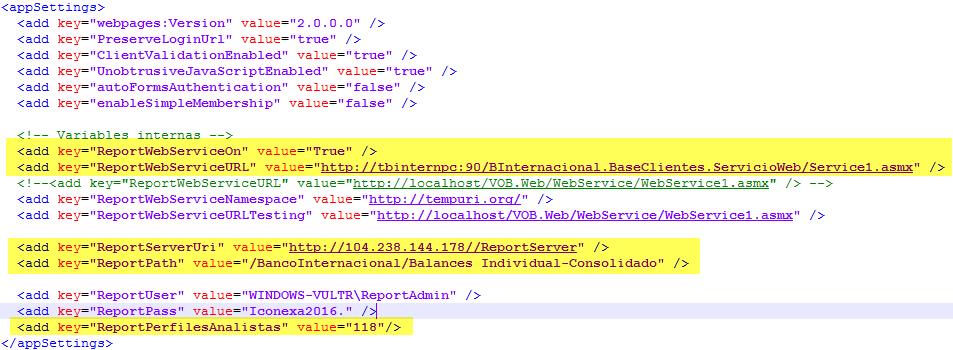 <appSettings>
<add key="webpages:Version" value="2.0.0.0" />
<add key="PreserveLoginUrl" value="true" />
<add key="ClientValidationEnabled" value="true" />
<add key="UnobtrusiveJavaScriptEnabled" value="true" />
<add key="autoFormsAuthentication" value="false" />
<add key="enableSimpleMembership" value="false" />
<!-- Variables internas -->
<add key="ReportWebServiceOn" value="True" />
<add key="ReportWebServiceURL" value="http://tbinternpc:90/BInternacional.BaseClientes.ServicioWeb/Service1.asmx" />
<!--<add key="ReportWebServiceURL" value="http://localhost/VOB.Web/WebService/WebService1.asmx" /> -->
<add key="ReportWebServiceNamespace" value="http://tempuri.org/" />
<add key="ReportWebServiceURLTesting" value="http://localhost/VOB.Web/WebService/WebService1.asmx" />
<add key="ReportServerUri" value="http://104.238.144.178//ReportServer" />
<add key="ReportPath" value="/BancoInternacional/Balances Individual-Consolidado" />
<add key="ReportUser" value="WINDOWS-VULTR\ReportAdmin" />
<add key="ReportPass" value="Iconexa2016." />
<add key="ReportPerfilesAnalistas" value="118"/>
</appSettings>